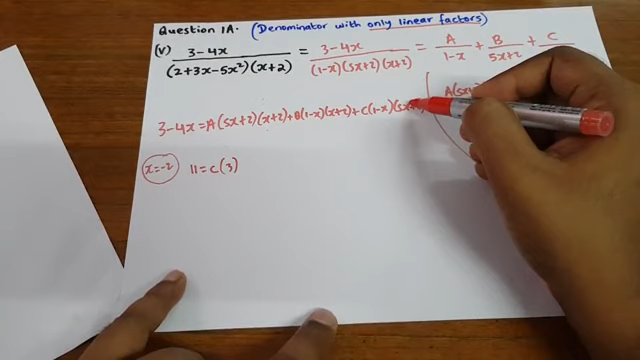 Question 1A. (Denominator with only linear factors)
(v) 3-4x / (2+3x-5x²)(x+2) = 3-4x / (1-x)(5x+2)(x+2) = A / 1-x + B / 5x+2 + C
3-4x = A(5x+2)(x+2)+B(1-x)(x+2)+C(1-x)(5x
A(5x+2
x=-2 11=C(3)